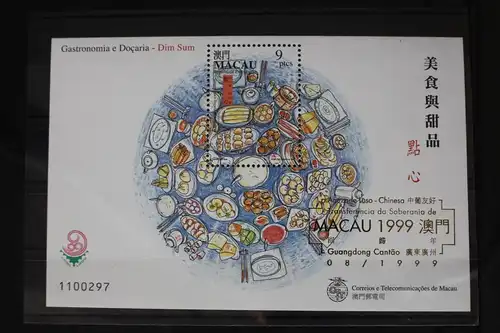 Gastronomia e Doçaria - Dim Sum
澳門
MACAU
9
ptcs
美食與甜品
點心
Luso - Chinesa 中葡友好
Transferência da Soberania de
MACAU 1999 澳門
Guangdong Cantão 廣東廣州
08/1999
1100297
Correios e Telecomunicações de Macau
澳門郵電司